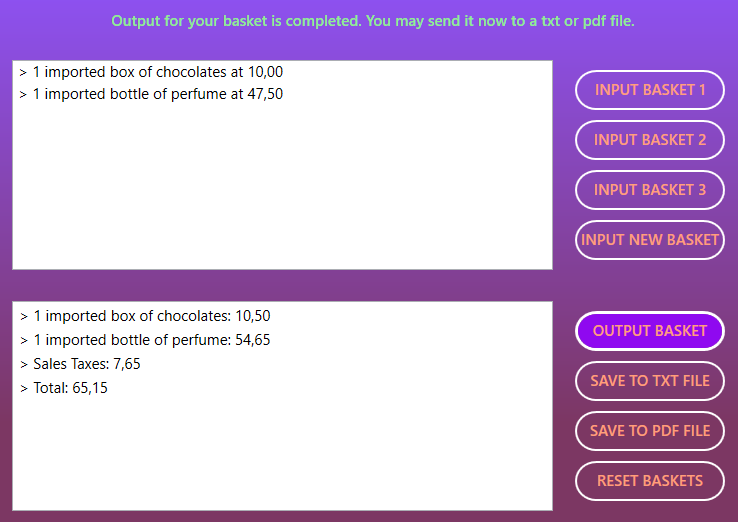 Output for your basket is completed. You may send it now to a txt or pdf file.
> 1 imported box of chocolates at 10,00
> 1 imported bottle of perfume at 47,50
INPUT BASKET 1
INPUT BASKET 2
INPUT BASKET 3
INPUT NEW BASKET
> 1 imported box of chocolates: 10,50
> 1 imported bottle of perfume: 54,65
> Sales Taxes: 7,65
> Total: 65,15
OUTPUT BASKET
SAVE TO TXT FILE
SAVE TO PDF FILE
RESET BASKETS